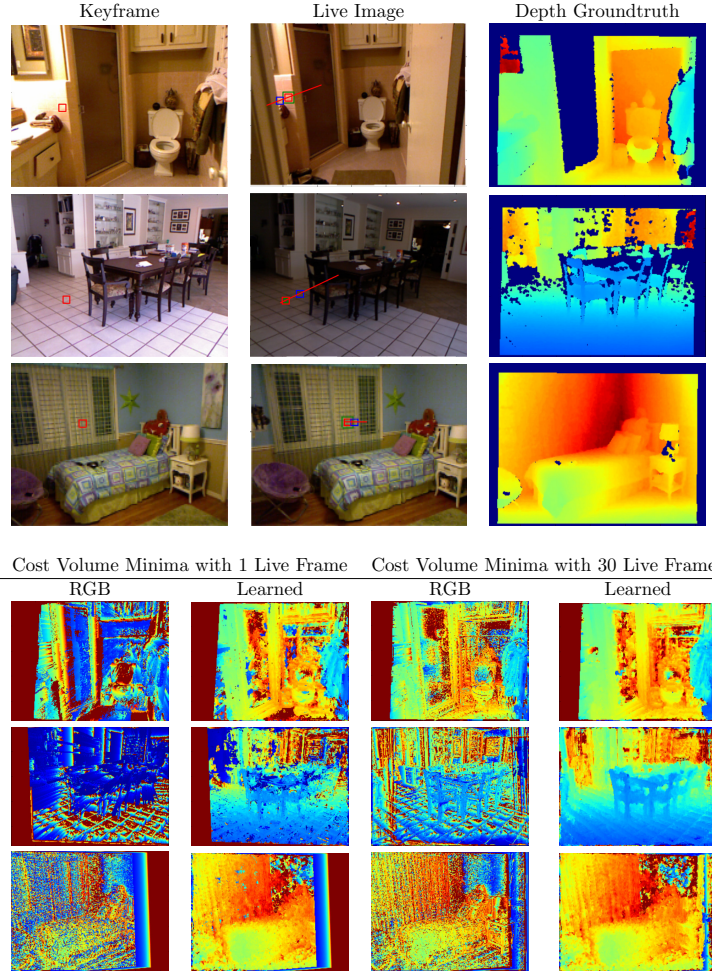 Keyframe Live Image Depth Groundtruth
Cost Volume Minima with 1 Live Frame Cost Volume Minima with 30 Live Frame
RGB Learned RGB Learned